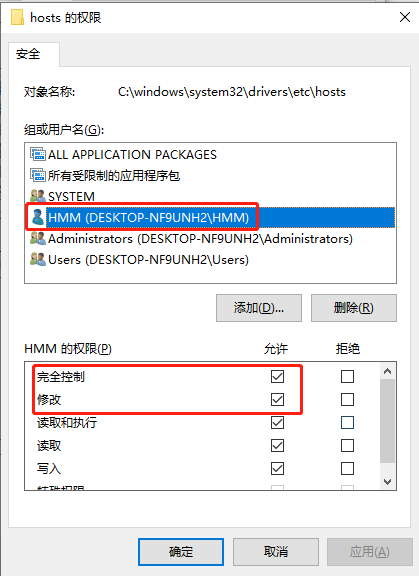 hosts 的权限
安全
对象名称: C:\windows\system32\drivers\etc\hosts
组或用户名(G):
ALL APPLICATION PACKAGES
所有受限制的应用程序包
SYSTEM
HMM (DESKTOP-NF9UNH2\HMM)
Administrators (DESKTOP-NF9UNH2\Administrators)
Users (DESKTOP-NF9UNH2\Users)
添加(D)... 删除(R)
HMM 的权限(P) 允许 拒绝
完全控制
修改
读取和执行
读取
写入
特殊权限
确定 取消 应用(A)